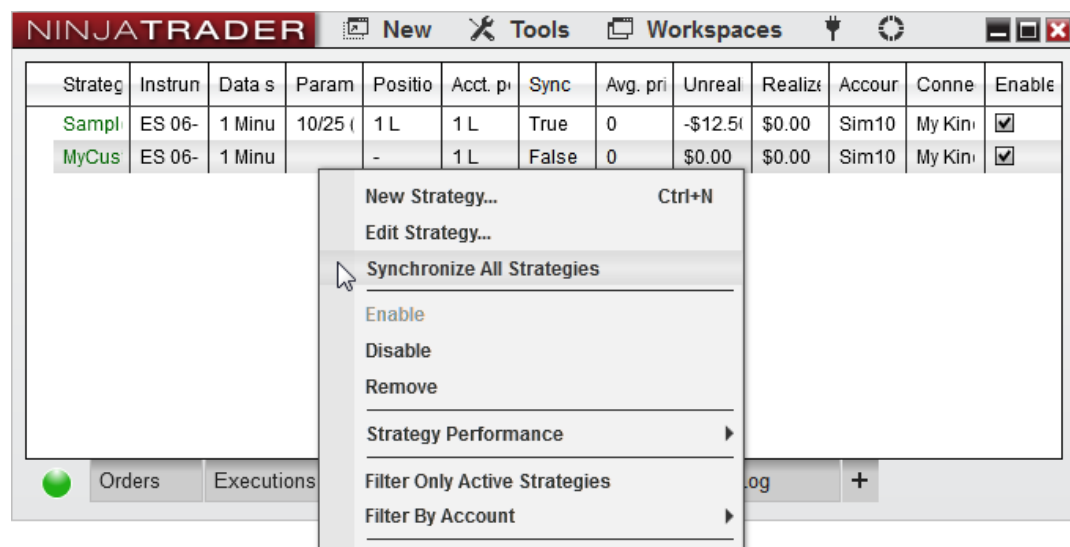 NINJATRADER New Tools Workspaces
Strateg Instrun Data s Param Positio Acct. p Sync Avg. pri Unreal Realize Accour Conne Enable
Sampl ES 06- 1 Minu 10/25 ( 1 L 1 L True 0 -$12.5( $0.00 Sim10 My Kin
MyCus ES 06- 1 Minu - 1 L False 0 $0.00 $0.00 Sim10 My Kin
New Strategy... Ctrl+N
Edit Strategy...
Synchronize All Strategies
Enable
Disable
Remove
Strategy Performance
Filter Only Active Strategies
Filter By Account
Orders Executions og +